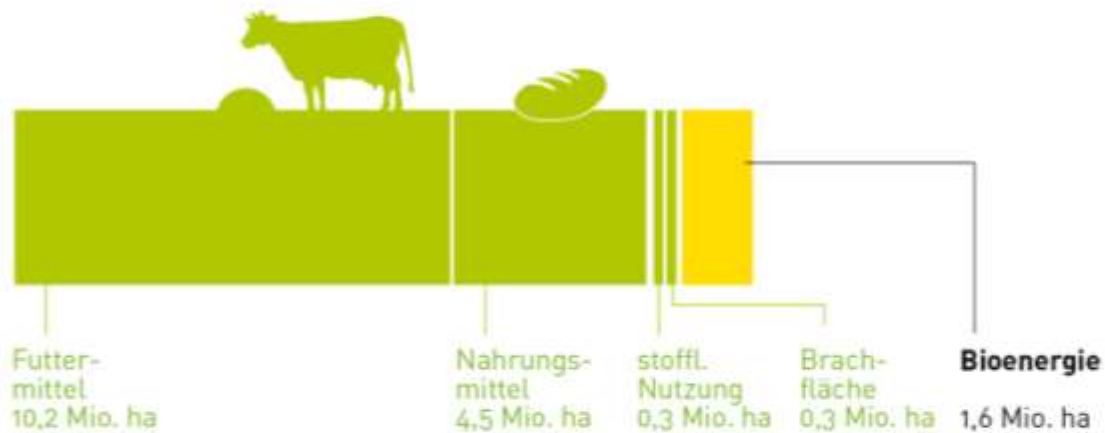 Futter-
mittel
10,2 Mio. ha
Nahrungs-
mittel
4,5 Mio. ha
stoffl.
Nutzung
0,3 Mio. ha
Brach-
fläche
0,3 Mio. ha
Bioenergie
1,6 Mio. ha